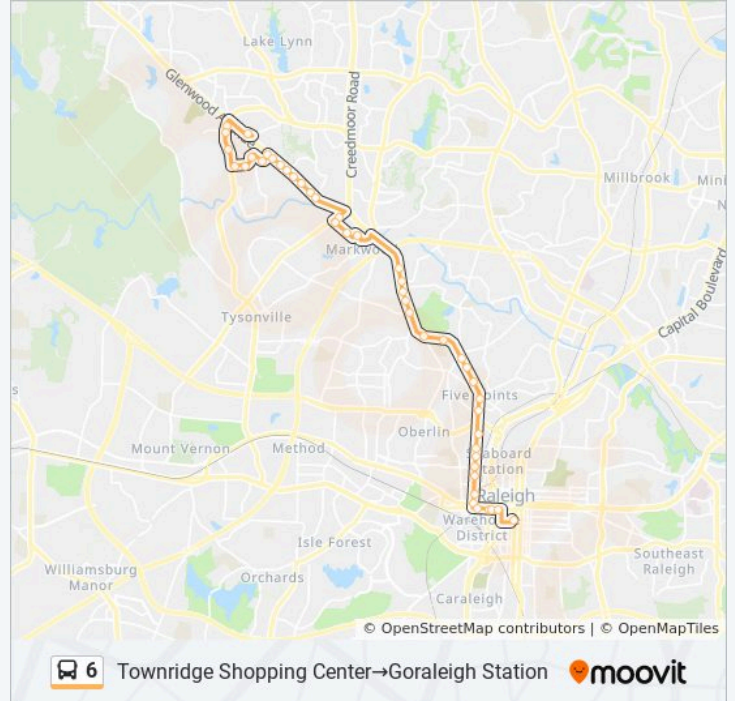 Lake Lynn
Glenwood A
Creedmoor Road
Millbrook
Mini
N
Markwo
Capital Boulevard
Tysonville
s
Five Points
Oberlin
Mount Vernon
Method
Seaboard
Station
Raleigh
Wareho
District
Isle Forest
Southeast
Raleigh
Williamsburg
Manor
Orchards
Caraleigh
© OpenStreetMap contributors | © OpenMapTiles
6 Townridge Shopping Center→Goraleigh Station moovit